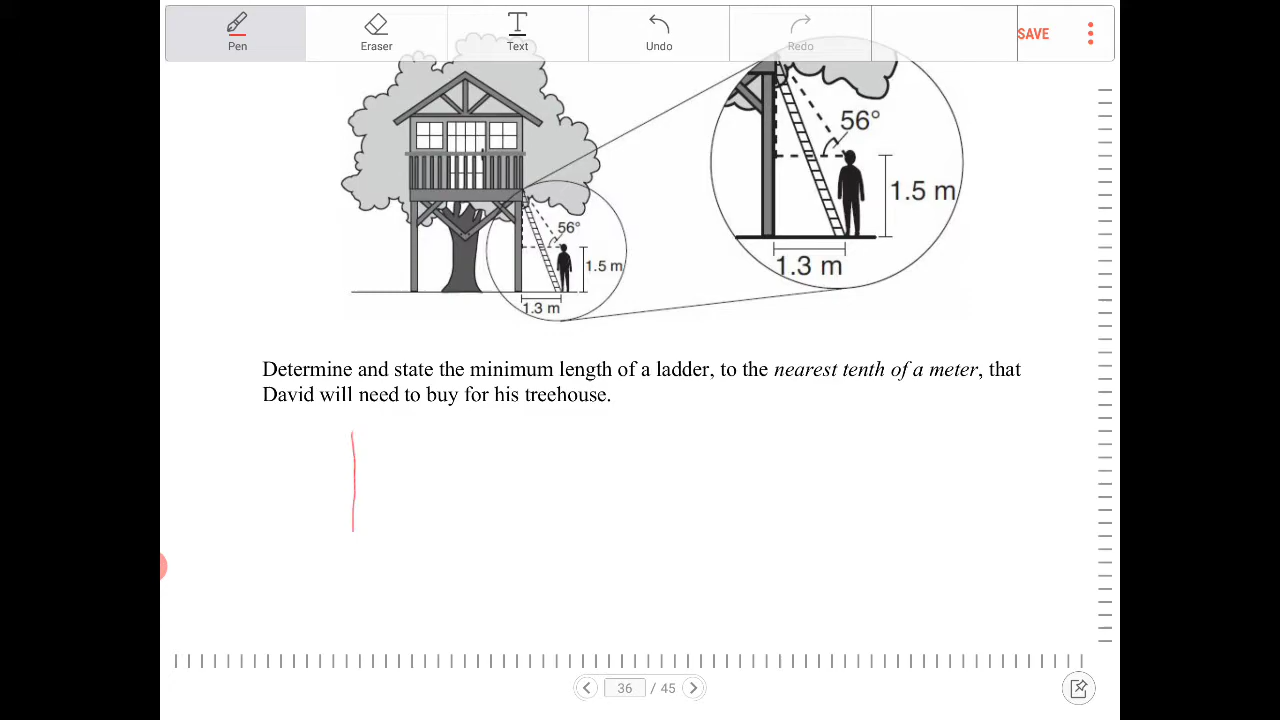 Pen
Eraser
Text
Undo
Redo
SAVE
56°
1.5 m
1.3 m
56°
1.5 m
1.3 m
Determine and state the minimum length of a ladder, to the nearest tenth of a meter, that
David will need to buy for his treehouse.
36 / 45